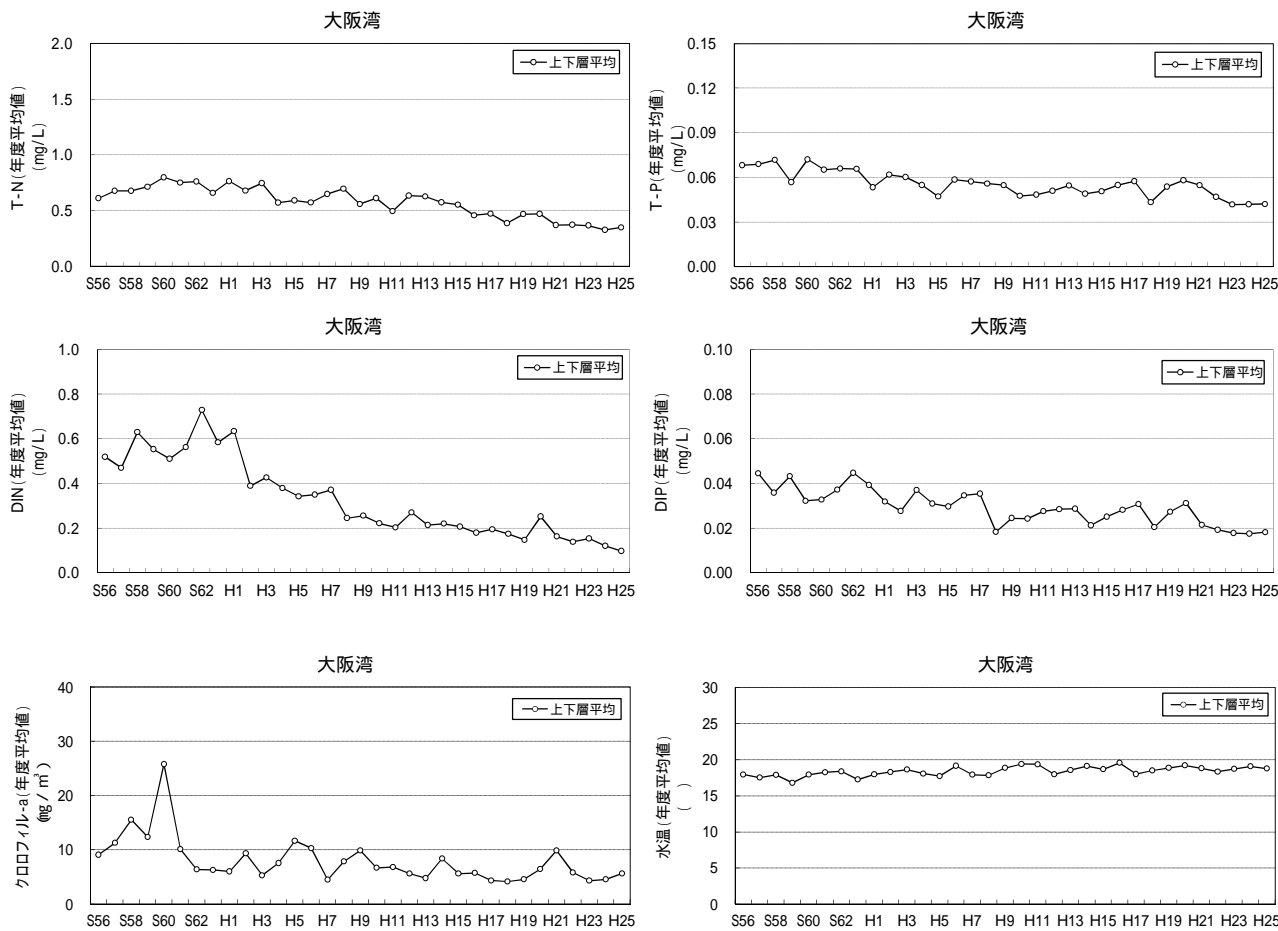 大阪湾
T-N(年度平均値)
(mg/L)
2.0
1.5
1.0
0.5
0.0
上下層平均
S56 S58 S60 S62 H1 H3 H5 H7 H9 H11 H13 H15 H17 H19 H21 H23 H25
大阪湾
T-P(年度平均値)
(mg/L)
0.15
0.12
0.09
0.06
0.03
0.00
上下層平均
S56 S58 S60 S62 H1 H3 H5 H7 H9 H11 H13 H15 H17 H19 H21 H23 H25
大阪湾
DIN(年度平均値)
(mg/L)
1.0
0.8
0.6
0.4
0.2
0.0
上下層平均
S56 S58 S60 S62 H1 H3 H5 H7 H9 H11 H13 H15 H17 H19 H21 H23 H25
大阪湾
DIP(年度平均値)
(mg/L)
0.10
0.08
0.06
0.04
0.02
0.00
上下層平均
S56 S58 S60 S62 H1 H3 H5 H7 H9 H11 H13 H15 H17 H19 H21 H23 H25
大阪湾
クロロフィル-a(年度平均値)
(mg/㎥)
40
30
20
10
0
上下層平均
S56 S58 S60 S62 H1 H3 H5 H7 H9 H11 H13 H15 H17 H19 H21 H23 H25
大阪湾
水温(年度平均値)
( )
30
25
20
15
10
5
0
上下層平均
S56 S58 S60 S62 H1 H3 H5 H7 H9 H11 H13 H15 H17 H19 H21 H23 H25